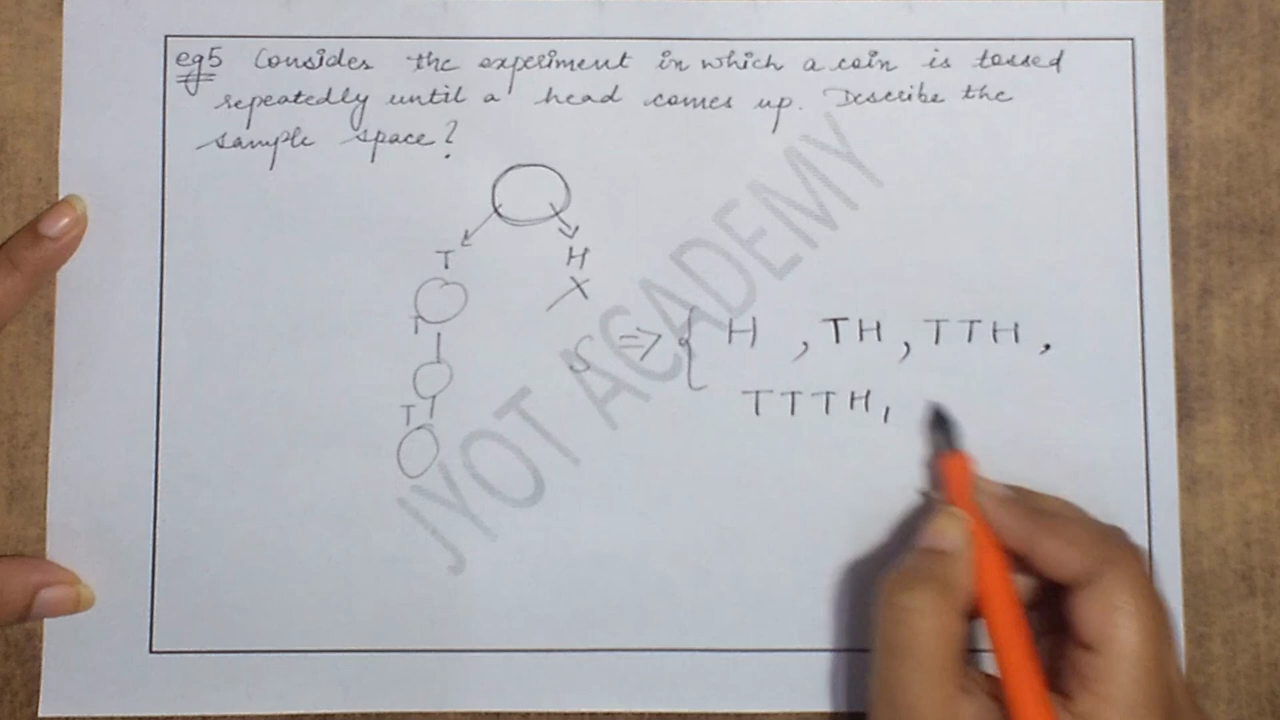 eg5 Consider the experiment in which a coin is tossed
repeatedly until a head comes up. Describe the
sample space?
T H
T X
S => { H , TH , TTH ,
T T T H ,
T
JYOT ACADEMY